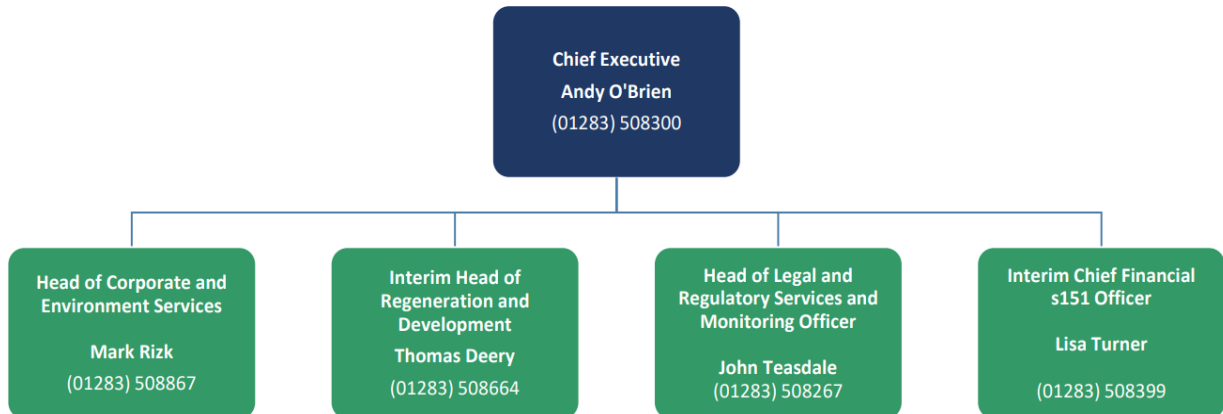 Chief Executive
Andy O'Brien
(01283) 508300
Head of Corporate and
Environment Services
Mark Rizk
(01283) 508867
Interim Head of
Regeneration and
Development
Thomas Deery
(01283) 508664
Head of Legal and
Regulatory Services and
Monitoring Officer
John Teasdale
(01283) 508267
Interim Chief Financial
s151 Officer
Lisa Turner
(01283) 508399